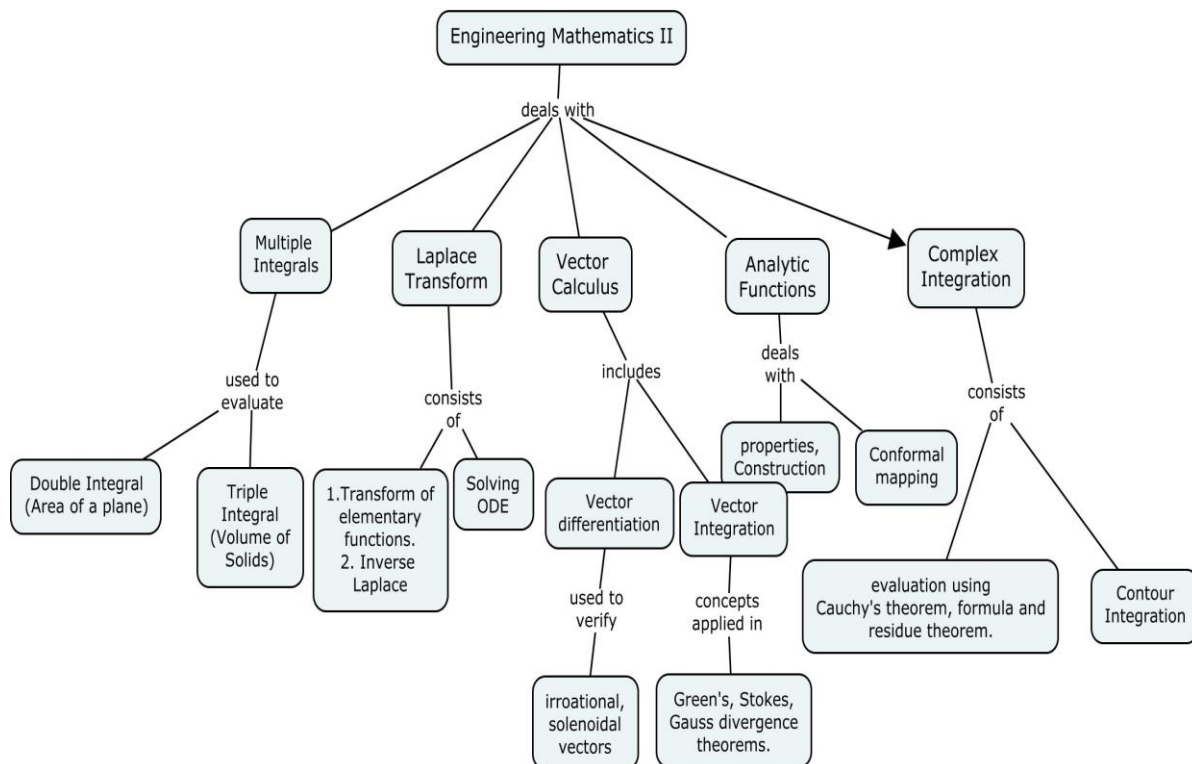 Engineering Mathematics II
deals with
Multiple
Integrals
Laplace
Transform
Vector
Calculus
Analytic
Functions
Complex
Integration
used to
evaluate
consists
of
includes
deals
with
consists
of
Double Integral
(Area of a plane)
Triple
Integral
(Volume of
Solids)
1.Transform of
elementary
functions.
2. Inverse
Laplace
Solving
ODE
Vector
differentiation
Vector
Integration
properties,
Construction
Conformal
mapping
used to
verify
concepts
applied in
evaluation using
Cauchy's theorem, formula and
residue theorem.
Contour
Integration
irroational,
solenoidal
vectors
Green's, Stokes,
Gauss divergence
theorems.